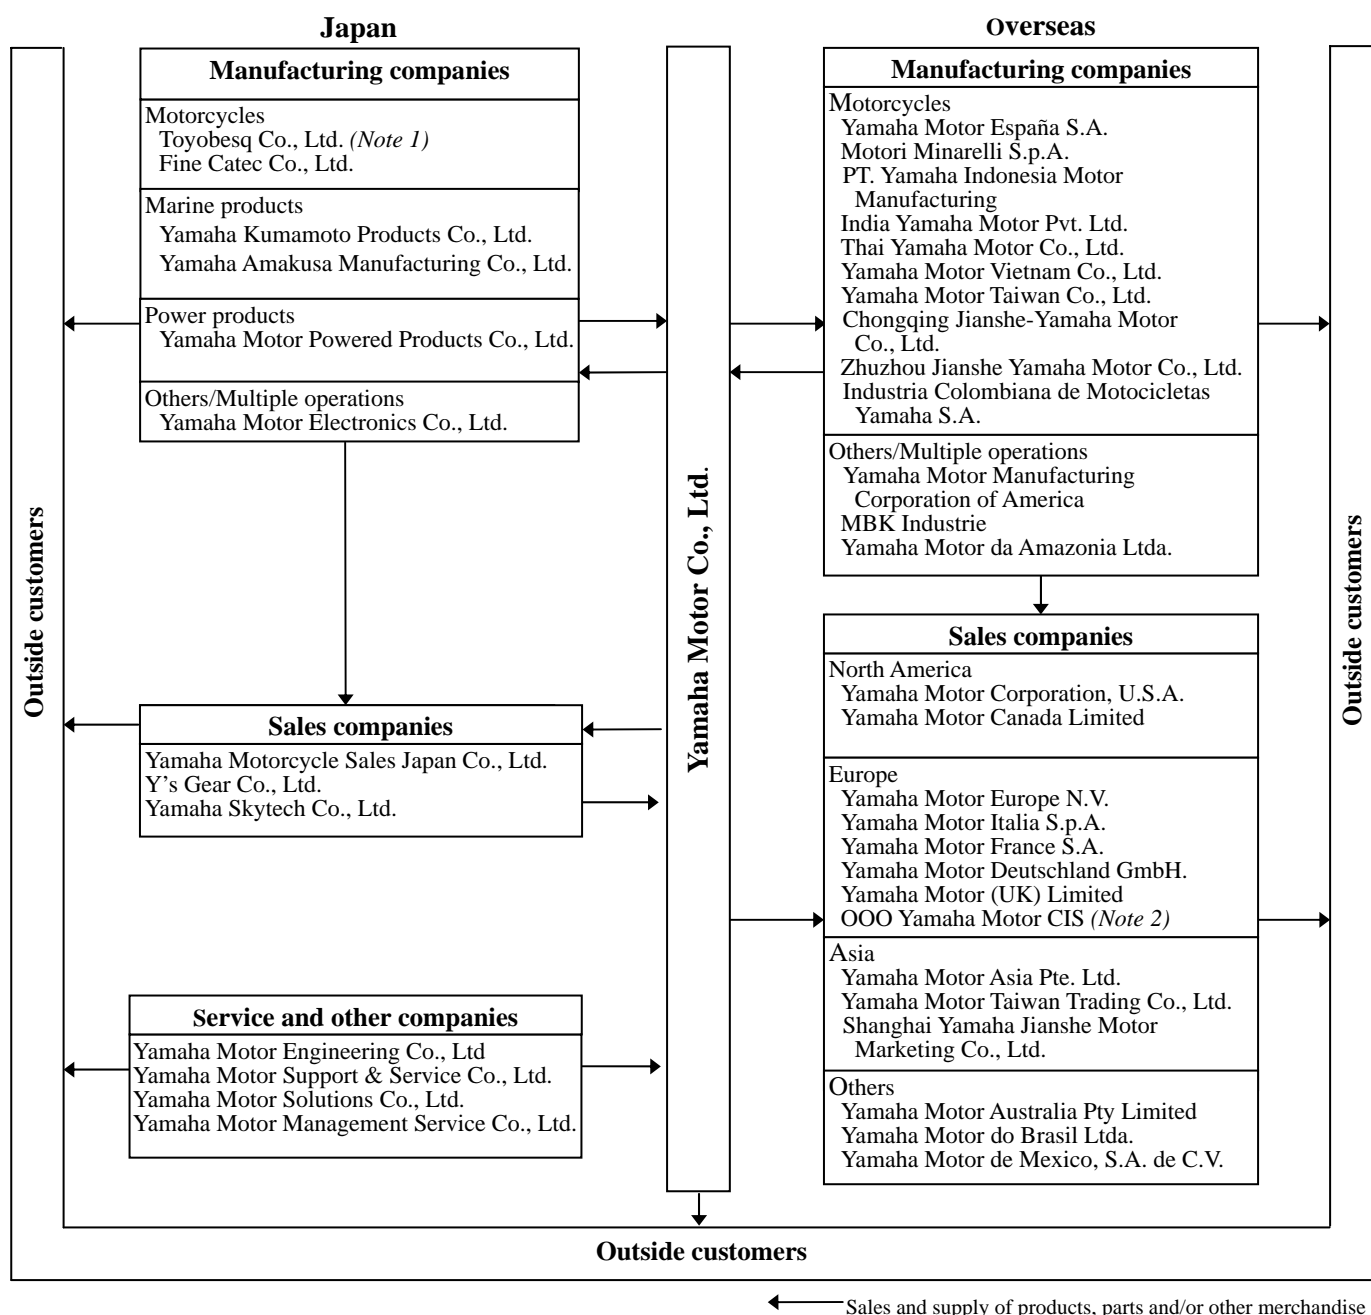 Japan
Manufacturing companies
Motorcycles
Toyobesq Co., Ltd. (Note 1)
Fine Catec Co., Ltd.
Marine products
Yamaha Kumamoto Products Co., Ltd.
Yamaha Amakusa Manufacturing Co., Ltd.
Power products
Yamaha Motor Powered Products Co., Ltd.
Others/Multiple operations
Yamaha Motor Electronics Co., Ltd.
Outside customers
Sales companies
Yamaha Motorcycle Sales Japan Co., Ltd.
Y's Gear Co., Ltd.
Yamaha Skytech Co., Ltd.
Service and other companies
Yamaha Motor Engineering Co., Ltd
Yamaha Motor Support & Service Co., Ltd.
Yamaha Motor Solutions Co., Ltd.
Yamaha Motor Management Service Co., Ltd.
Yamaha Motor Co., Ltd.
Overseas
Manufacturing companies
Motorcycles
Yamaha Motor España S.A.
Motori Minarelli S.p.A.
PT. Yamaha Indonesia Motor
Manufacturing
India Yamaha Motor Pvt. Ltd.
Thai Yamaha Motor Co., Ltd.
Yamaha Motor Vietnam Co., Ltd.
Yamaha Motor Taiwan Co., Ltd.
Chongqing Jianshe-Yamaha Motor
Co., Ltd.
Zhuzhou Jianshe Yamaha Motor Co., Ltd.
Industria Colombiana de Motocicletas
Yamaha S.A.
Others/Multiple operations
Yamaha Motor Manufacturing
Corporation of America
MBK Industrie
Yamaha Motor da Amazonia Ltda.
Sales companies
North America
Yamaha Motor Corporation, U.S.A.
Yamaha Motor Canada Limited
Europe
Yamaha Motor Europe N.V.
Yamaha Motor Italia S.p.A.
Yamaha Motor France S.A.
Yamaha Motor Deutschland GmbH.
Yamaha Motor (UK) Limited
OOO Yamaha Motor CIS (Note 2)
Asia
Yamaha Motor Asia Pte. Ltd.
Yamaha Motor Taiwan Trading Co., Ltd.
Shanghai Yamaha Jianshe Motor
Marketing Co., Ltd.
Others
Yamaha Motor Australia Pty Limited
Yamaha Motor do Brasil Ltda.
Yamaha Motor de Mexico, S.A. de C.V.
Outside customers
Outside customers
Sales and supply of products, parts and/or other merchandise